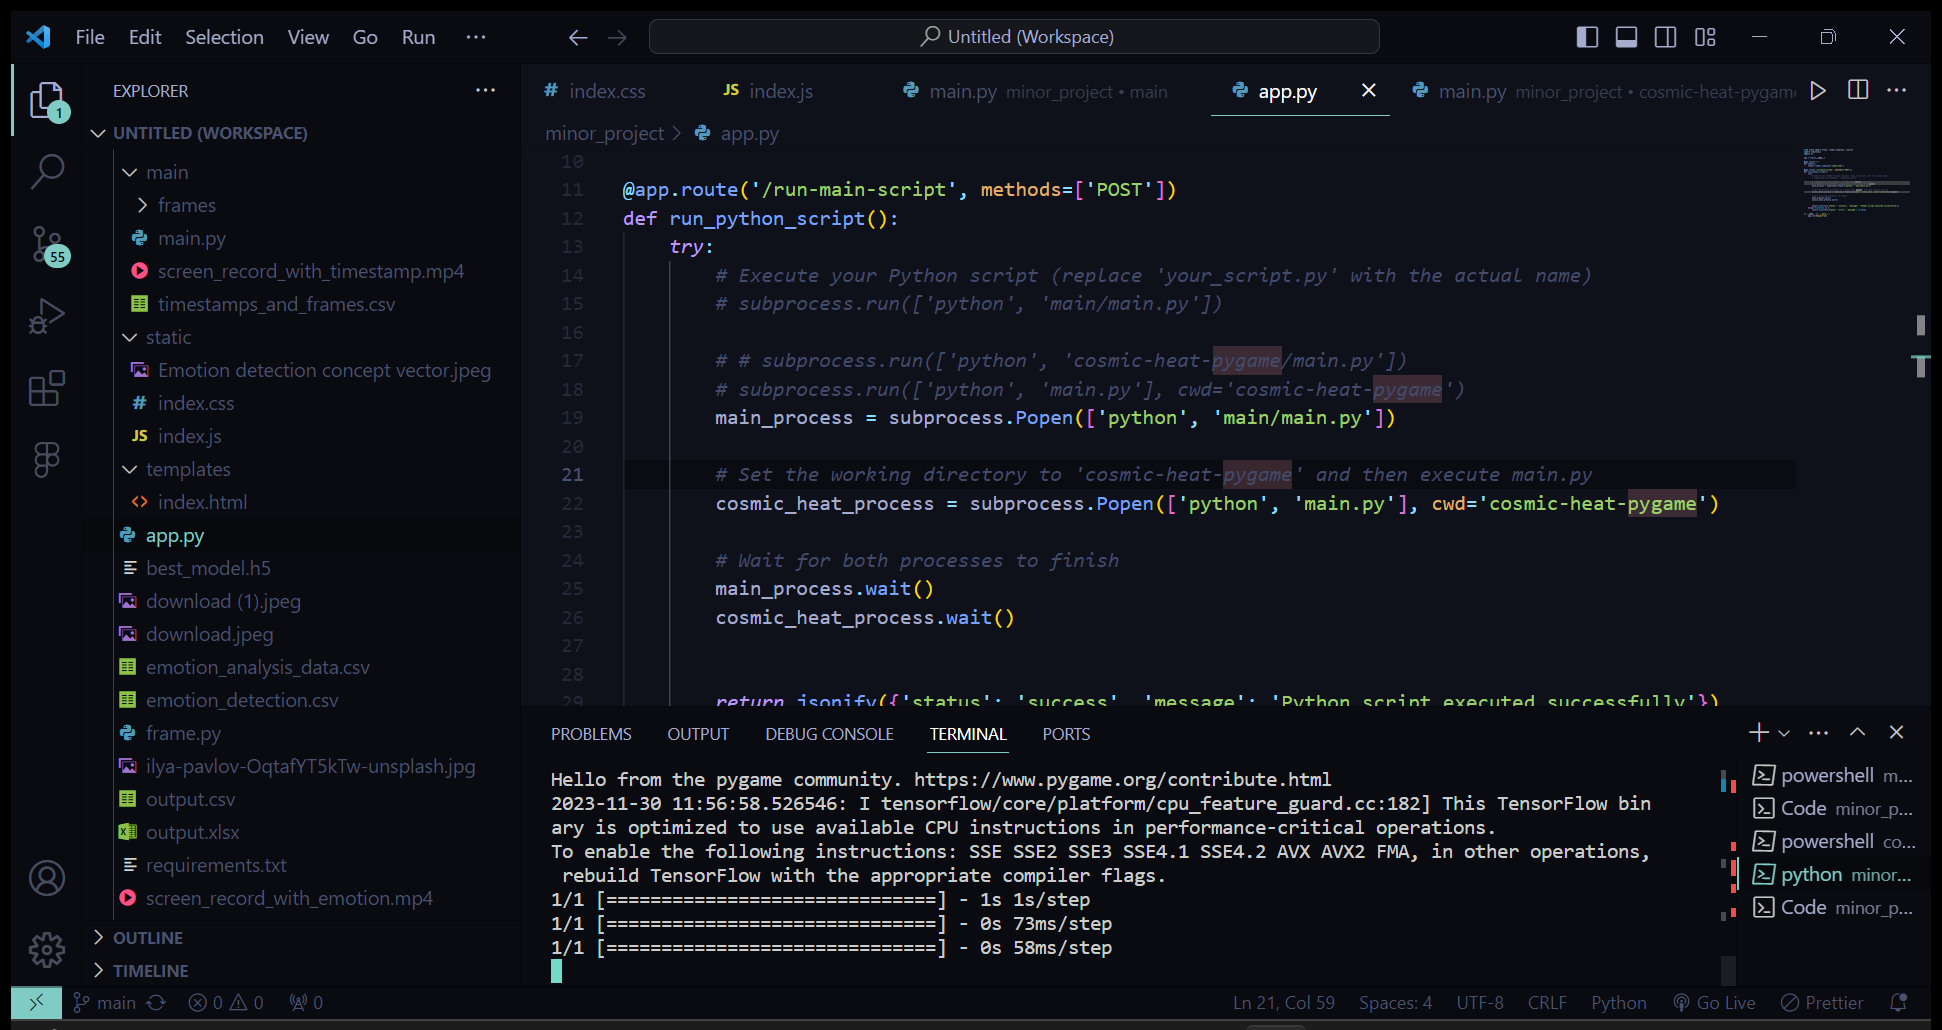 File Edit Selection View Go Run ···
Untitled (Workspace)
EXPLORER
1
55
UNTITLED (WORKSPACE)
main
frames
main.py
screen_record_with_timestamp.mp4
timestamps_and_frames.csv
static
Emotion detection concept vector.jpeg
# index.css
JS index.js
templates
<> index.html
app.py
best_model.h5
download (1).jpeg
download.jpeg
emotion_analysis_data.csv
emotion_detection.csv
frame.py
ilya-pavlov-OqtafYT5kTw-unsplash.jpg
output.csv
output.xlsx
requirements.txt
screen_record_with_emotion.mp4
OUTLINE
TIMELINE
# index.css JS index.js main.py minor_project • main app.py main.py minor_project • cosmic-heat-pygame
minor_project > app.py
10
11 @app.route('/run-main-script', methods=['POST'])
12 def run_python_script():
13 try:
14 # Execute your Python script (replace 'your_script.py' with the actual name)
15 # subprocess.run(['python', 'main/main.py'])
16
17 # # subprocess.run(['python', 'cosmic-heat-pygame/main.py'])
18 # subprocess.run(['python', 'main.py'], cwd='cosmic-heat-pygame')
19 main_process = subprocess.Popen(['python', 'main/main.py'])
20
21 # Set the working directory to 'cosmic-heat-pygame' and then execute main.py
22 cosmic_heat_process = subprocess.Popen(['python', 'main.py'], cwd='cosmic-heat-pygame')
23
24 # Wait for both processes to finish
25 main_process.wait()
26 cosmic_heat_process.wait()
27
28
29 return jsonify({'status': 'success', 'message': 'Python script executed successfully'})
PROBLEMS OUTPUT DEBUG CONSOLE TERMINAL PORTS
Hello from the pygame community. https://www.pygame.org/contribute.html
2023-11-30 11:56:58.526546: I tensorflow/core/platform/cpu_feature_guard.cc:182] This TensorFlow bin
ary is optimized to use available CPU instructions in performance-critical operations.
To enable the following instructions: SSE SSE2 SSE3 SSE4.1 SSE4.2 AVX AVX2 FMA, in other operations,
rebuild TensorFlow with the appropriate compiler flags.
1/1 [==============================] - 1s 1s/step
1/1 [==============================] - 0s 73ms/step
1/1 [==============================] - 0s 58ms/step
powershell m...
Code minor_p...
powershell co...
python minor...
Code minor_p...
main 0 0 0
Ln 21, Col 59 Spaces: 4 UTF-8 CRLF Python Go Live Prettier